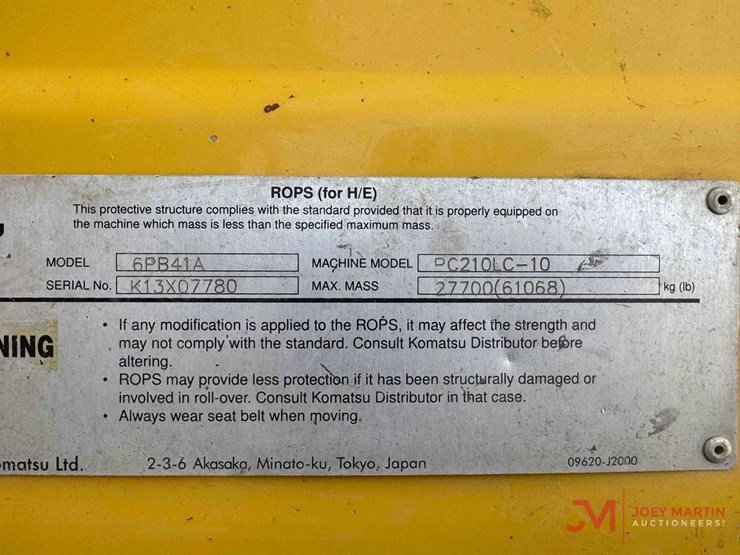 ROPS (for H/E)
This protective structure complies with the standard provided that it is properly equipped on
the machine which mass is less than the specified maximum mass.
MODEL 6PB41A MACHINE MODEL PC210LC-10
SERIAL No. K13X07780 MAX. MASS 27700(61068) kg (lb)
NING
• If any modification is applied to the ROPS, it may affect the strength and
may not comply with the standard. Consult Komatsu Distributor before
altering.
• ROPS may provide less protection if it has been structurally damaged or
involved in roll-over. Consult Komatsu Distributor in that case.
• Always wear seat belt when moving.
omatsu Ltd. 2-3-6 Akasaka, Minato-ku, Tokyo, Japan 09620-J2000
JM JOEY MARTIN
AUCTIONEERS